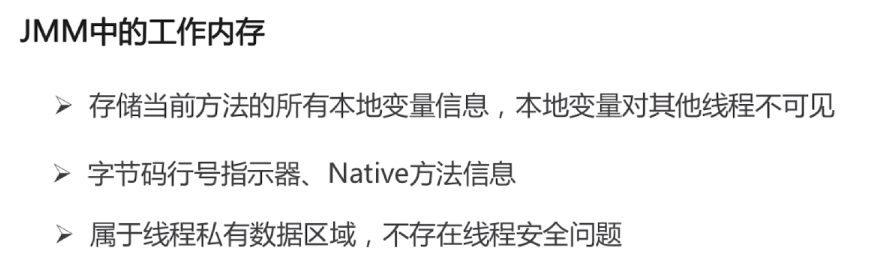 JMM中的工作内存
➢ 存储当前方法的所有本地变量信息，本地变量对其他线程不可见
➢ 字节码行号指示器、Native方法信息
➢ 属于线程私有数据区域，不存在线程安全问题